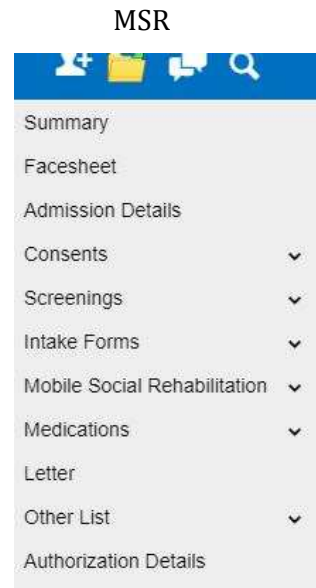 MSR
Summary
Facesheet
Admission Details
Consents
Screenings
Intake Forms
Mobile Social Rehabilitation
Medications
Letter
Other List
Authorization Details